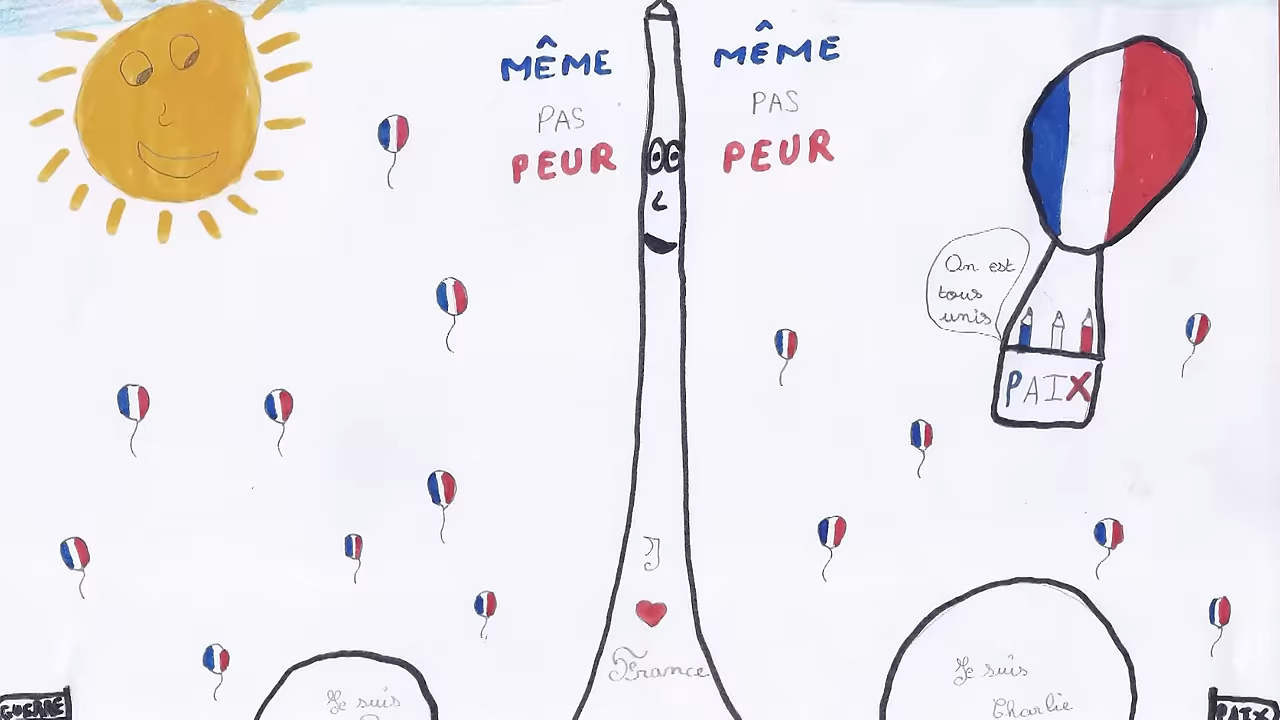 MÊME
PAS
PEUR
MÊME
PAS
PEUR
On est
tous
unis
PAIX
J
France
Je suis
Je suis
Charlie
GUERRE
PAIX